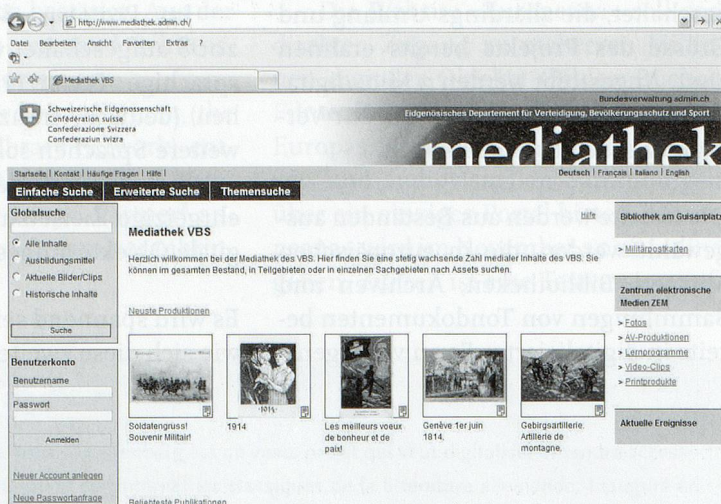 http://www.mediathek.admin.ch/
Datei Bearbeiten Ansicht Favoriten Extras ?
Mediathek VBS
Schweizerische Eidgenossenschaft
Confédération suisse
Confederazione Svizzera
Confederaziun svizra
Bundesverwaltung admin.ch
Eidgenössisches Departement für Verteidigung, Bevölkerungsschutz und Sport
mediathek
Startseite | Kontakt | Häufige Fragen | Hilfe |
Deutsch | Français | Italiano | English
Einfache Suche Erweiterte Suche Themensuche
Globalsuche
Alle Inhalte
Ausbildungsmittel
Aktuelle Bilder/Clips
Historische Inhalte
Suche
Benutzerkonto
Benutzername
Passwort
Anmelden
Neuer Account anlegen
Neue Passwortanfrage
Hilfe
Mediathek VBS
Herzlich willkommen bei der Mediathek des VBS. Hier finden Sie eine stetig wachsende Zahl medialer Inhalte des VBS. Sie
können im gesamten Bestand, in Teilgebieten oder in einzelnen Sachgebieten nach Assets suchen.
Neuste Produktionen
1914
Soldatengruss!
Souvenir Militair!
1914
Les meilleurs voeux
de bonheur et de
paix!
Genève 1er juin
1814.
Gebirgsartillerie.
Artillerie de
montagne.
Beliebteste Publikationen
Bibliothek am Guisanplatz
> Militärpostkarten
Zentrum elektronische
Medien ZEM
> Fotos
> AV-Produktionen
> Lernprogramme
> Video-Clips
> Printprodukte
Aktuelle Ereignisse